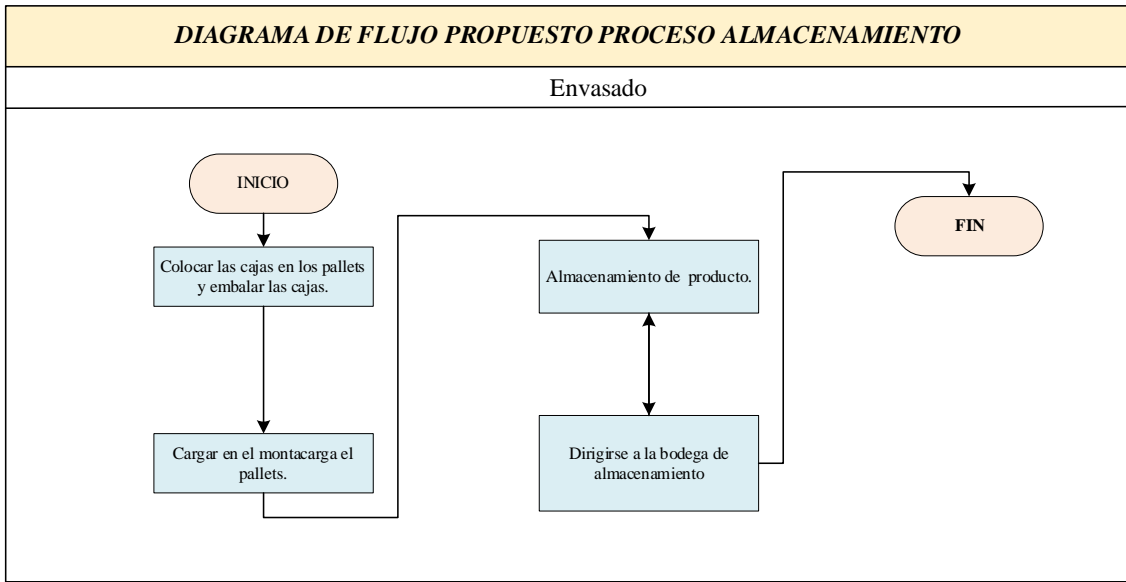 DIAGRAMA DE FLUJO PROPUESTO PROCESO ALMACENAMIENTO
Envasado
INICIO
Colocar las cajas en los pallets
y embalar las cajas.
Cargar en el montacarga el
pallets.
Almacenamiento de producto.
Dirigirse a la bodega de
almacenamiento
FIN